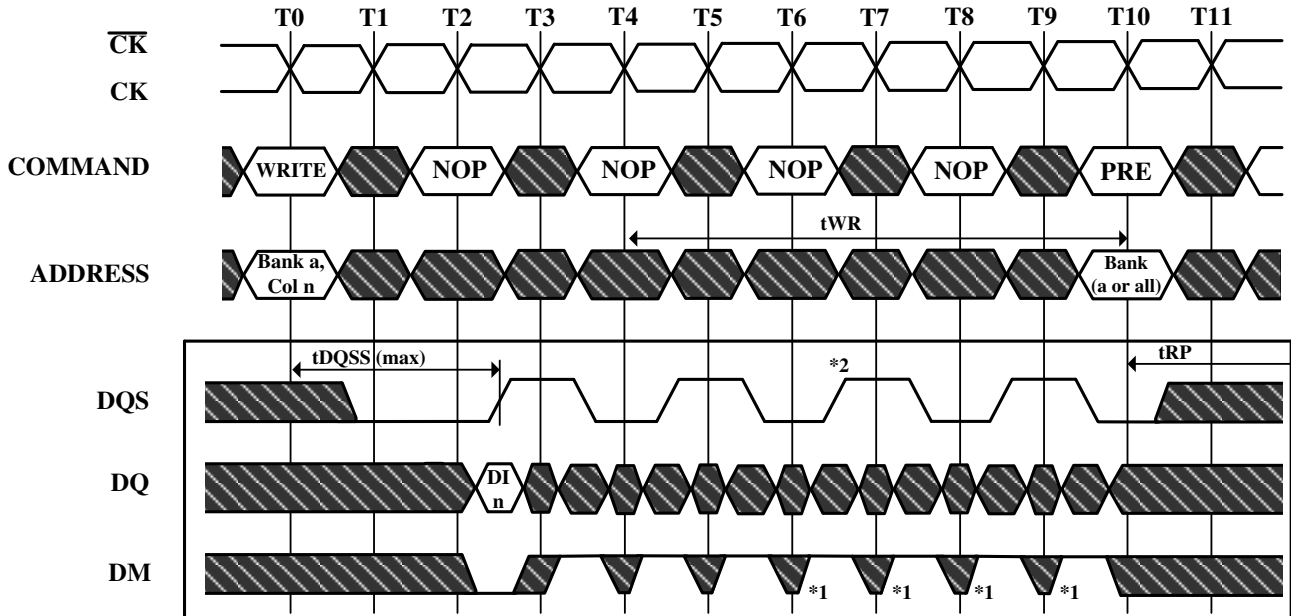 T0 T1 T2 T3 T4 T5 T6 T7 T8 T9 T10 T11
CK
CK
COMMAND WRITE NOP NOP NOP NOP PRE
tWR
ADDRESS Bank a, Col n Bank (a or all)
tDQSS (max) *2 tRP
DQS
DQ DI n
DM *1 *1 *1 *1